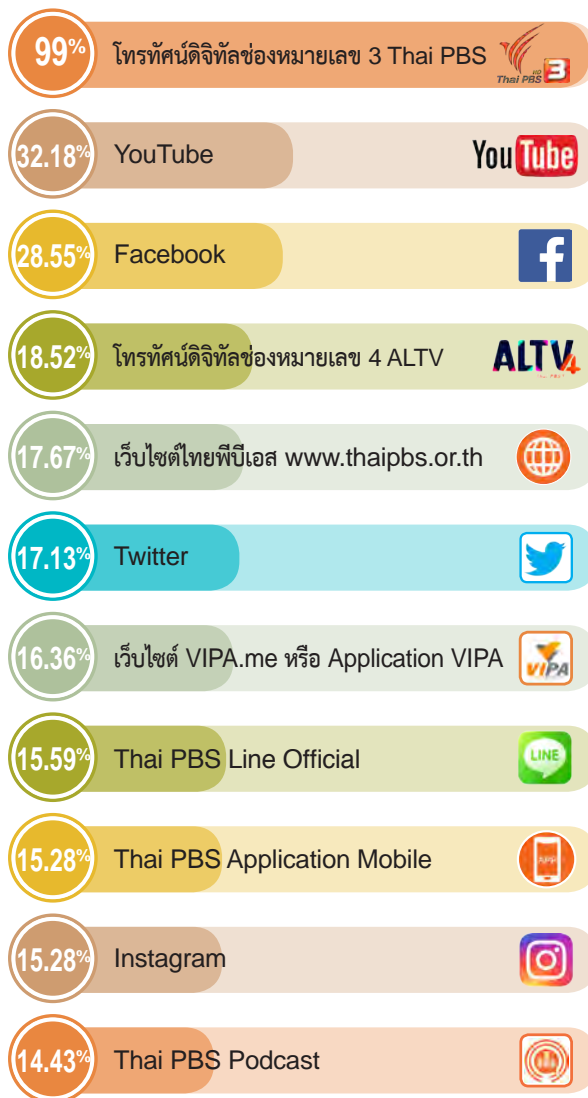 99% โทรทัศน์ดิจิทัลช่องหมายเลข 3 Thai PBS Thai PBS HD 3
32.18% YouTube YouTube
28.55% Facebook f
18.52% โทรทัศน์ดิจิทัลช่องหมายเลข 4 ALTV ALTV 4
17.67% เว็บไซต์ไทยพีบีเอส www.thaipbs.or.th
17.13% Twitter
16.36% เว็บไซต์ VIPA.me หรือ Application VIPA VIPA
15.59% Thai PBS Line Official LINE
15.28% Thai PBS Application Mobile APP
15.28% Instagram
14.43% Thai PBS Podcast